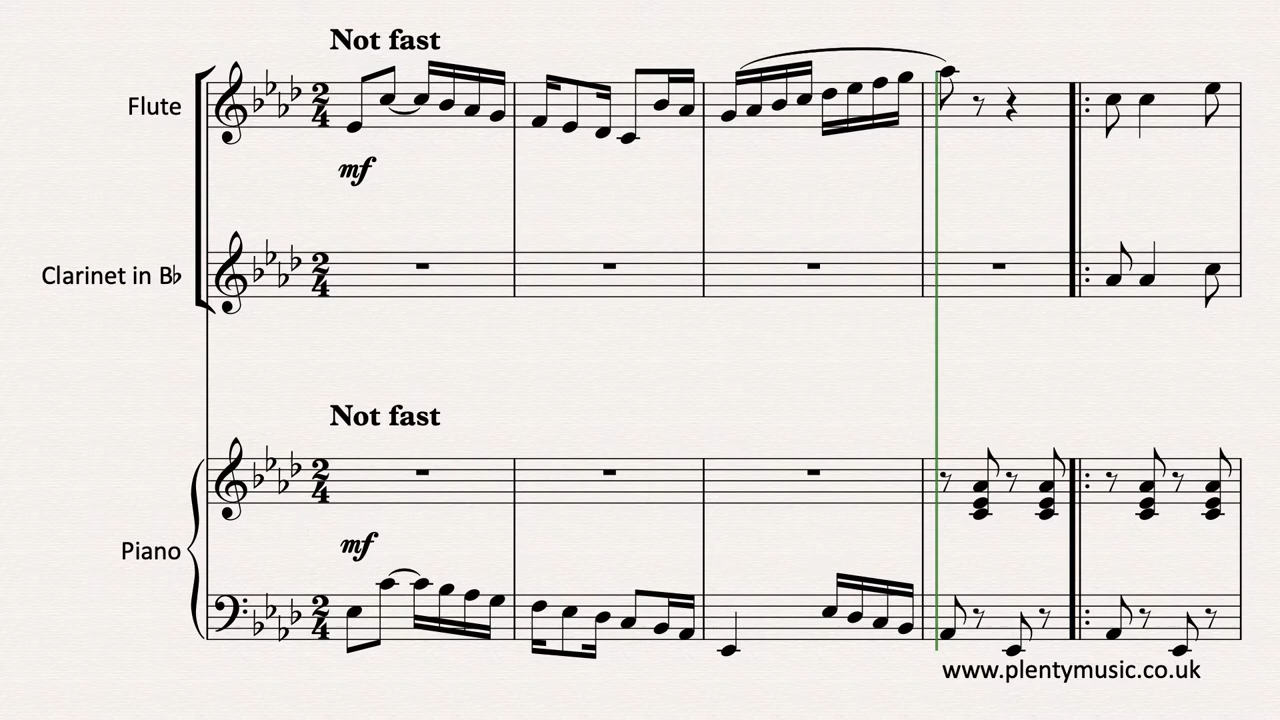 Not fast
Flute
mf
Clarinet in B♭
Not fast
mf
Piano
www.plentymusic.co.uk